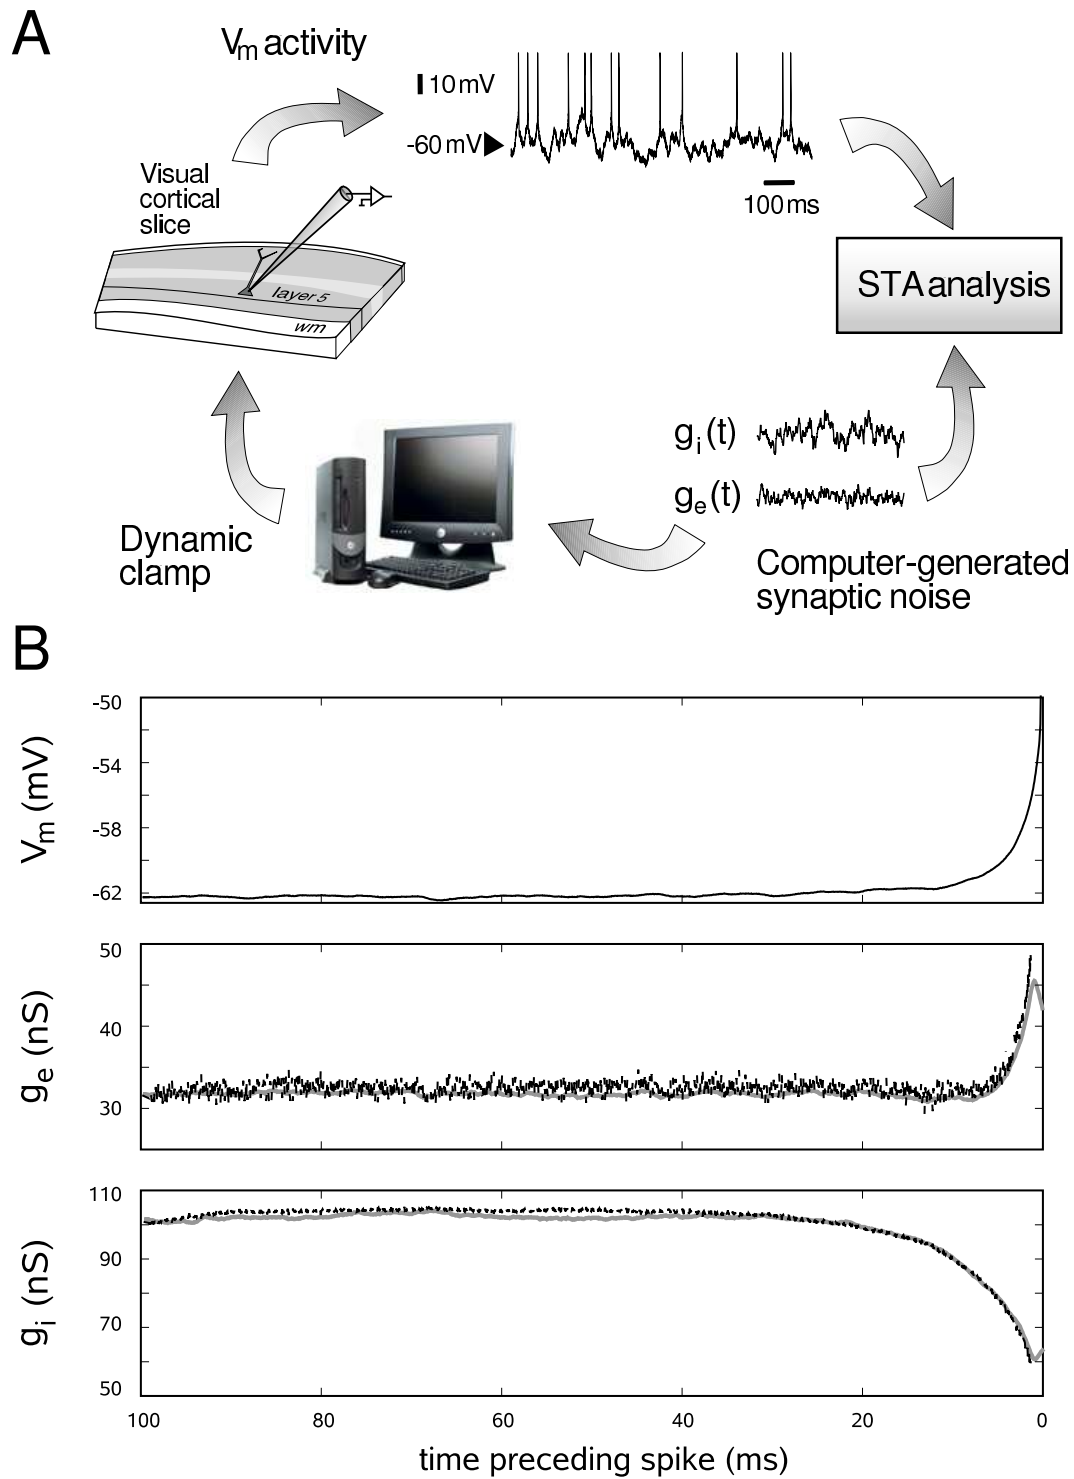 A
Vm activity
10 mV
-60 mV
100 ms
Visual
cortical
slice
layer 5
wm
STA analysis
gi (t)
ge (t)
Dynamic
clamp
Computer-generated
synaptic noise
B
-50
-54
-58
-62
Vm (mV)
50
40
30
ge (nS)
110
90
70
50
gi (nS)
100 80 60 40 20 0
time preceding spike (ms)